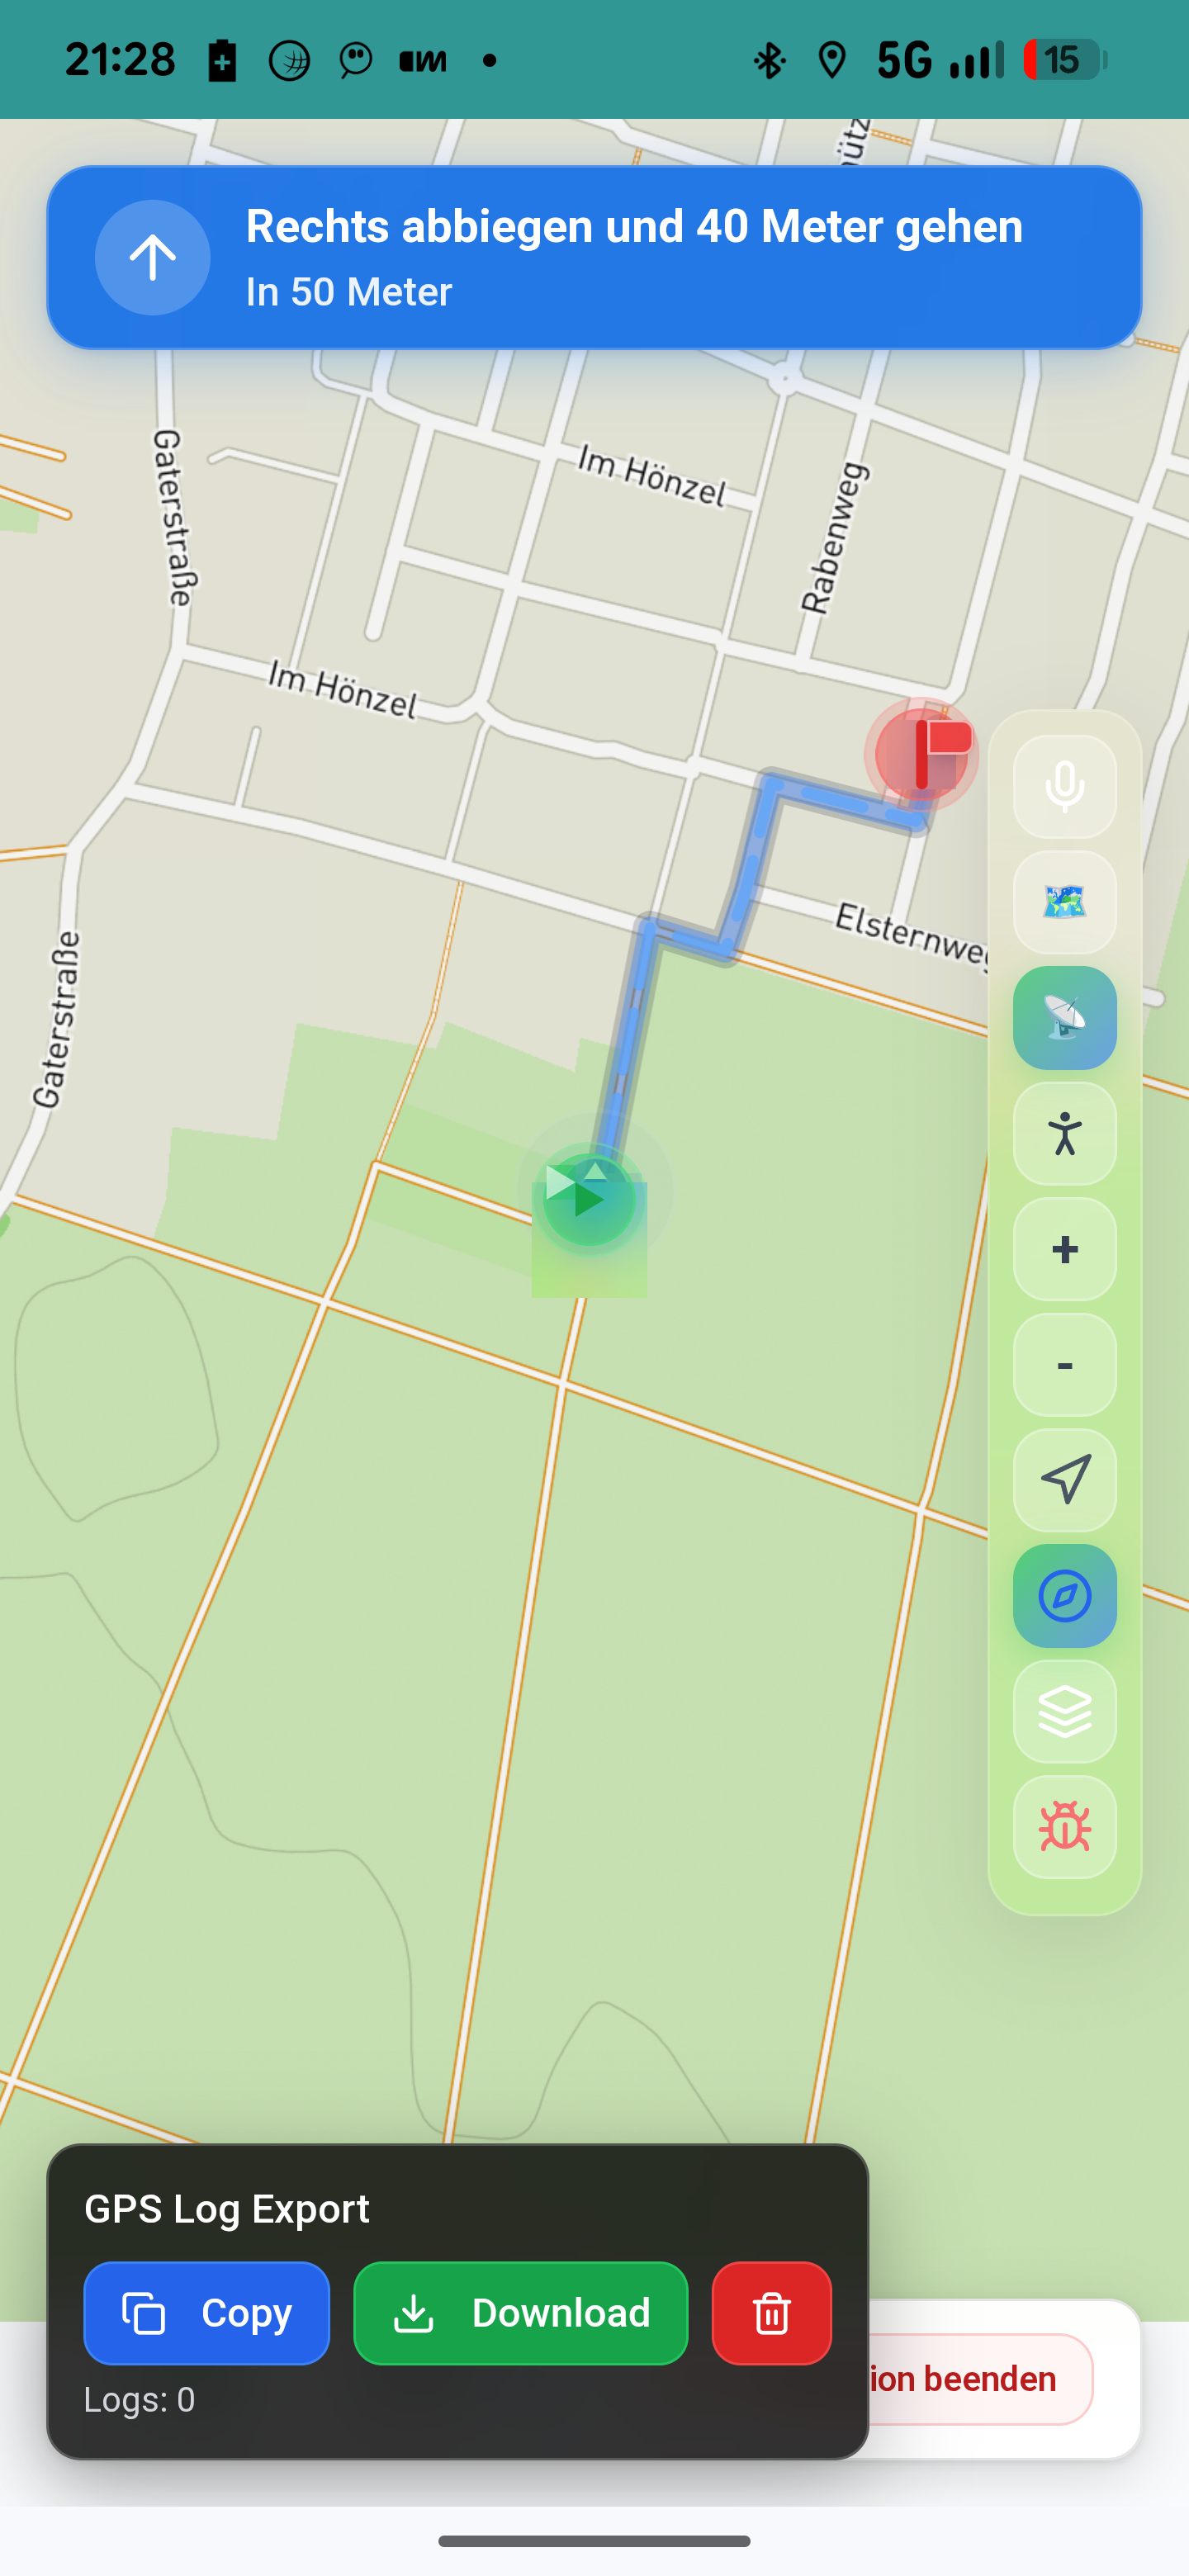 21:28
5G
15
Rechts abbiegen und 40 Meter gehen
In 50 Meter
Gaterstraße
Im Hönzel
Rabenweg
Im Hönzel
Elsternweg
Gaterstraße
+
-
GPS Log Export
Copy
Download
ion beenden
Logs: 0